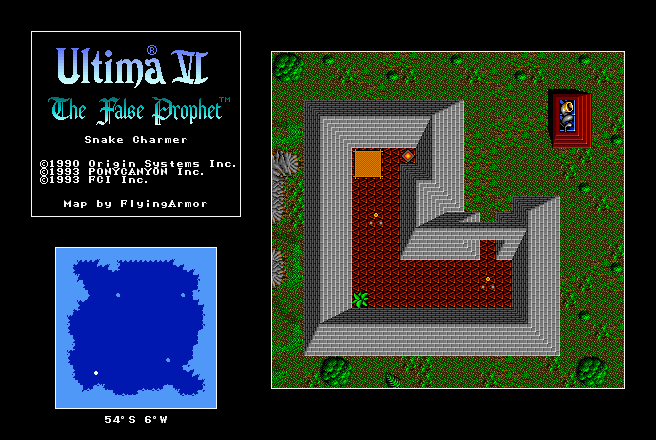 Ultima VI®
The False Prophet™
Snake Charmer
©1990 Origin Systems Inc.
©1993 PONYCANYON Inc.
©1993 FCI Inc.
Map by FlyingArmor
54°S 6°W